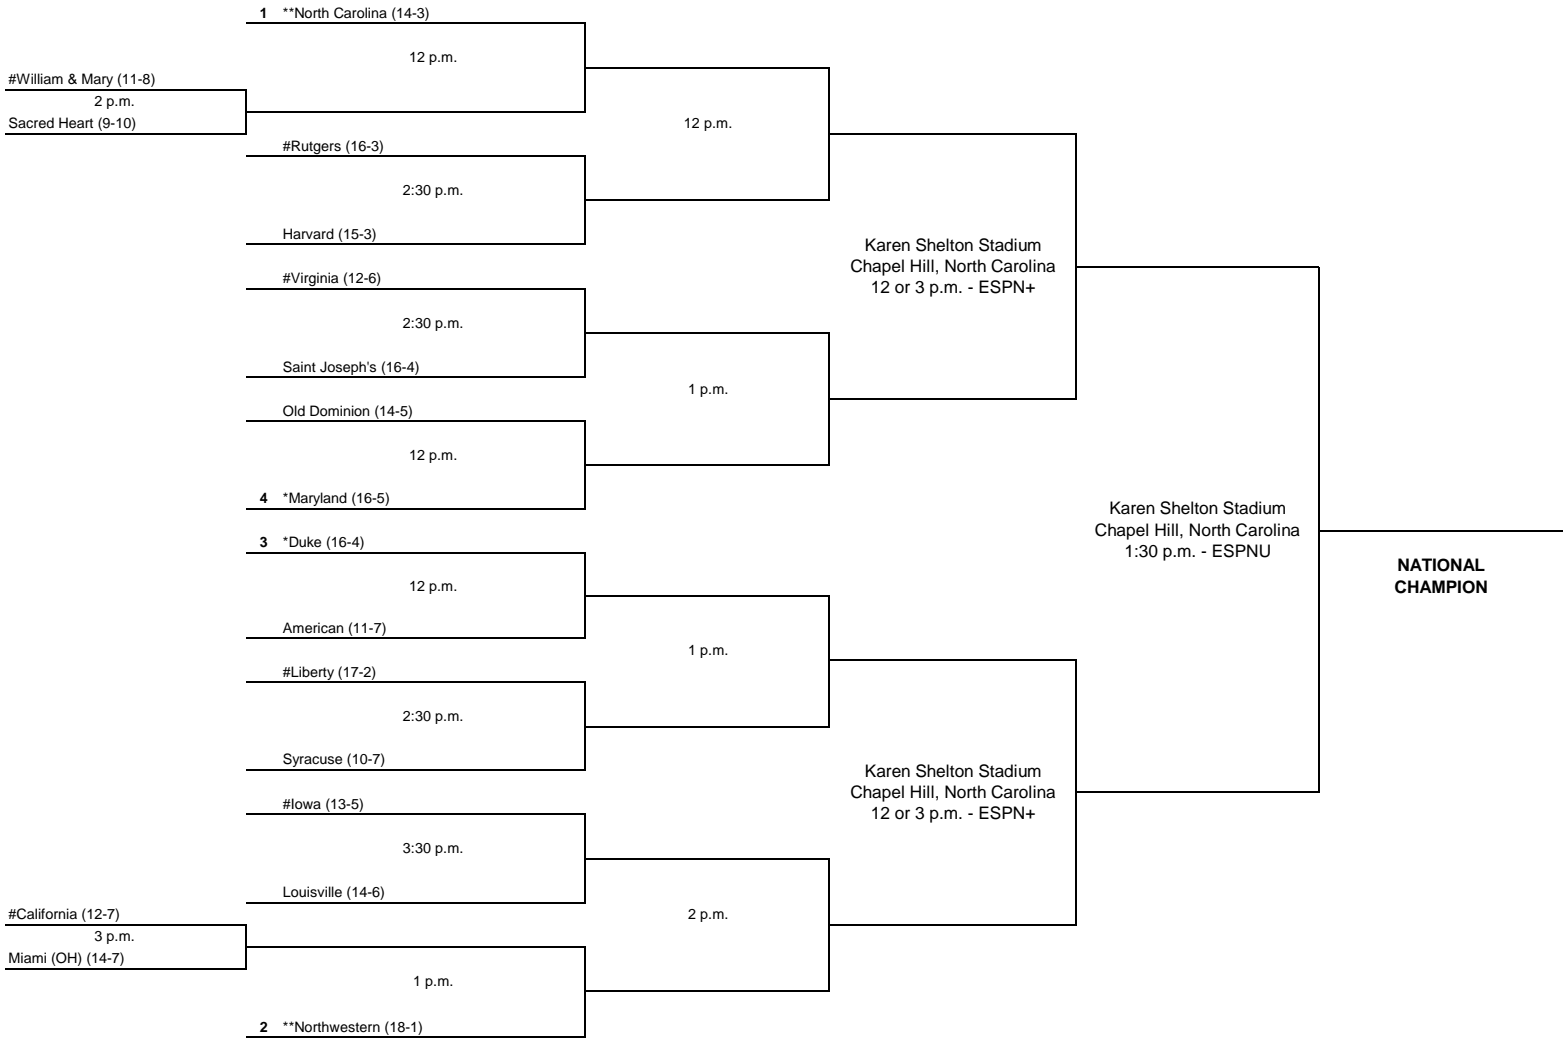 1 **North Carolina (14-3)
12 p.m.
#William & Mary (11-8)
2 p.m.
Sacred Heart (9-10)
12 p.m.
#Rutgers (16-3)
2:30 p.m.
Harvard (15-3)
Karen Shelton Stadium
Chapel Hill, North Carolina
12 or 3 p.m. - ESPN+
#Virginia (12-6)
2:30 p.m.
Saint Joseph's (16-4)
1 p.m.
Old Dominion (14-5)
12 p.m.
4 *Maryland (16-5)
Karen Shelton Stadium
Chapel Hill, North Carolina
1:30 p.m. - ESPNU
NATIONAL
CHAMPION
3 *Duke (16-4)
12 p.m.
American (11-7)
1 p.m.
#Liberty (17-2)
2:30 p.m.
Syracuse (10-7)
Karen Shelton Stadium
Chapel Hill, North Carolina
12 or 3 p.m. - ESPN+
#Iowa (13-5)
3:30 p.m.
Louisville (14-6)
2 p.m.
#California (12-7)
3 p.m.
Miami (OH) (14-7)
1 p.m.
2 **Northwestern (18-1)